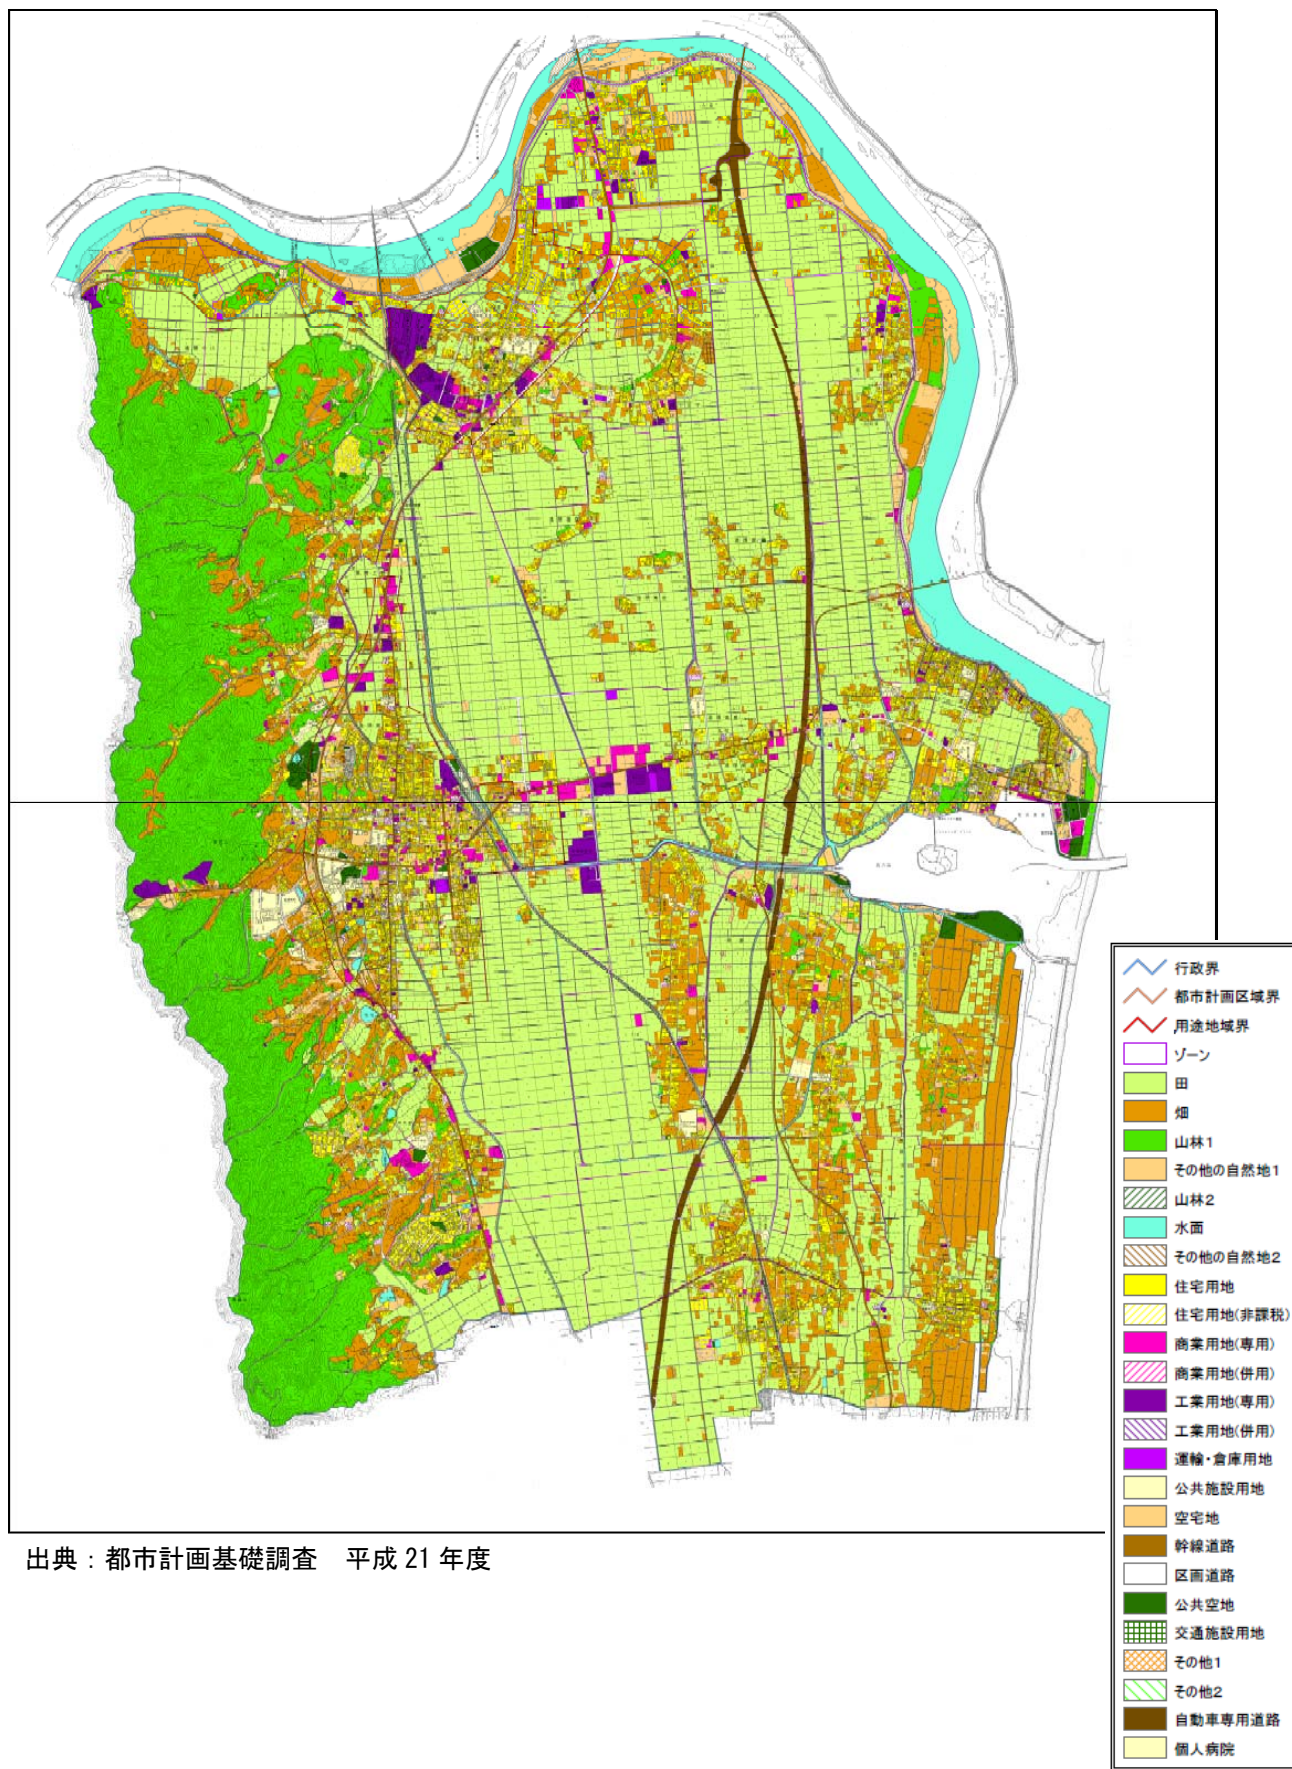 行政界
都市計画区域界
用途地域界
ゾーン
田
畑
山林1
その他の自然地1
山林2
水面
その他の自然地2
住宅用地
住宅用地(非課税)
商業用地(専用)
商業用地(併用)
工業用地(専用)
工業用地(併用)
運輸・倉庫用地
公共施設用地
空宅地
幹線道路
区画道路
公共空地
交通施設用地
その他1
その他2
自動車専用道路
個人病院
出典：都市計画基礎調査　平成 21 年度